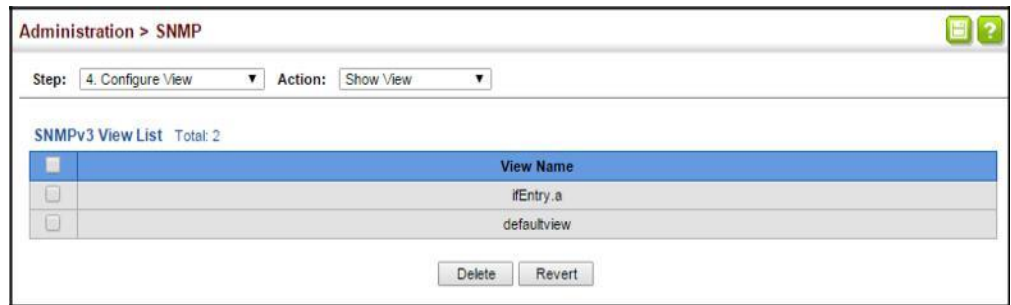 Administration > SNMP
?
Step: 4. Configure View Action: Show View
SNMPv3 View List Total: 2
View Name
ifEntry.a
defaultview
Delete Revert